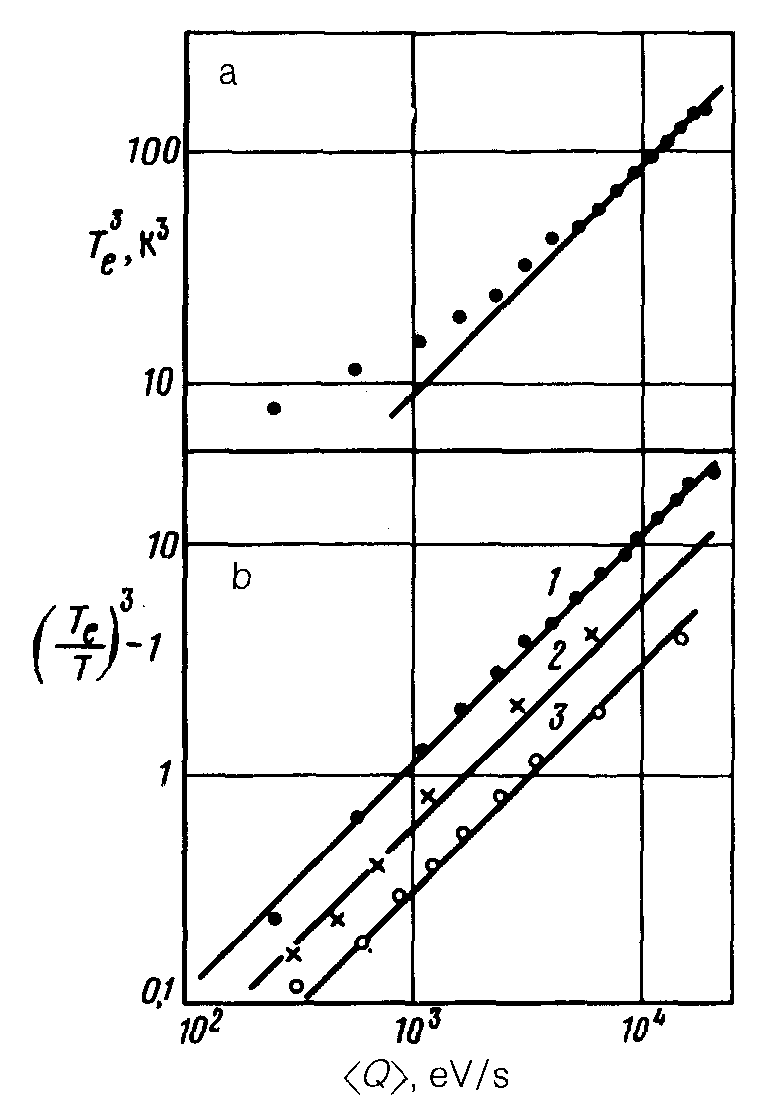 a
100
T_e^3, K^3
10
10
b
1
(T_e/T)^3 - 1
2
3
1
0,1
10^2 10^3 10^4
⟨Q⟩, eV/s